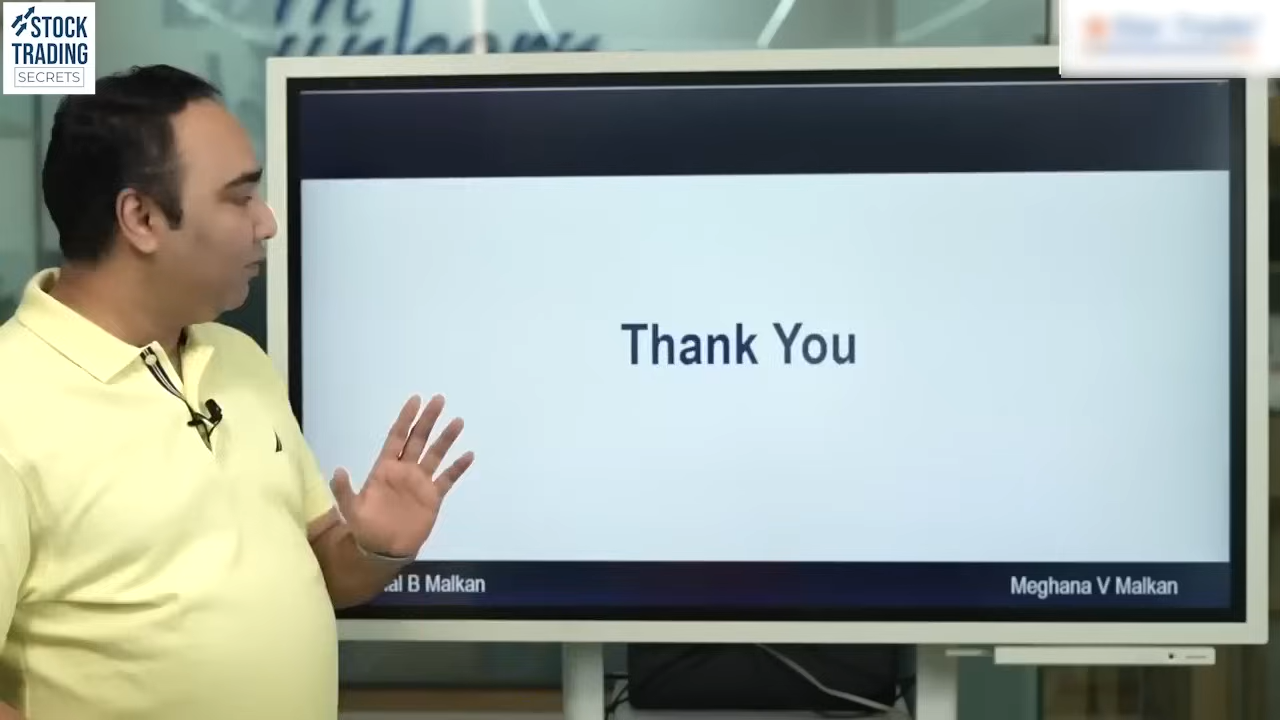 STOCK
TRADING
SECRETS
Thank You
al B Malkan
Meghana V Malkan